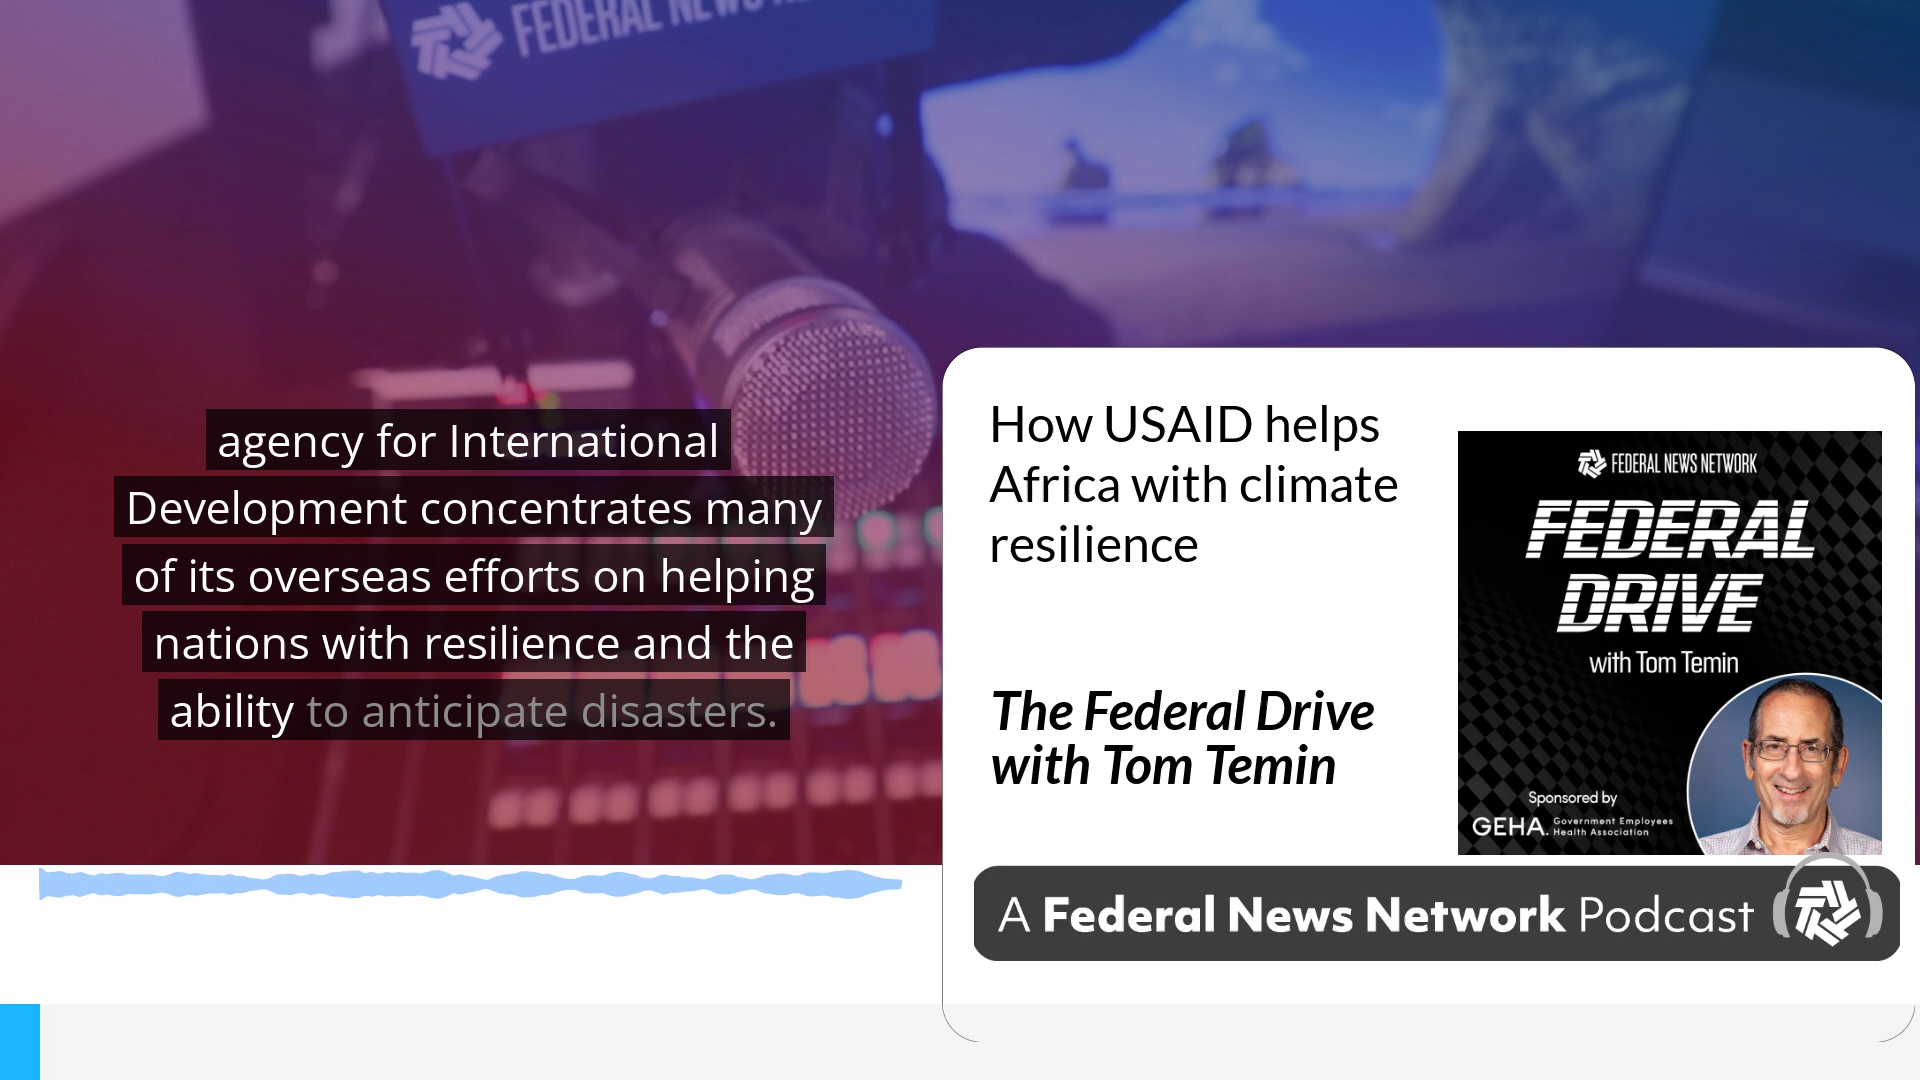 FEDERAL NEWS
agency for International
Development concentrates many
of its overseas efforts on helping
nations with resilience and the
ability to anticipate disasters.
How USAID helps
Africa with climate
resilience
The Federal Drive
with Tom Temin
FEDERAL NEWS NETWORK
FEDERAL
DRIVE
with Tom Temin
Sponsored by
GEHA. Government Employees
Health Association
A Federal News Network Podcast